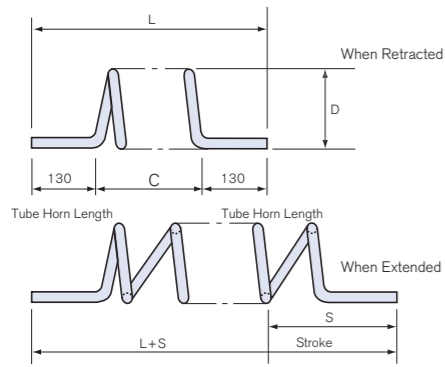 L
When Retracted
D
130
C
130
Tube Horn Length
Tube Horn Length
When Extended
S
L+S
Stroke